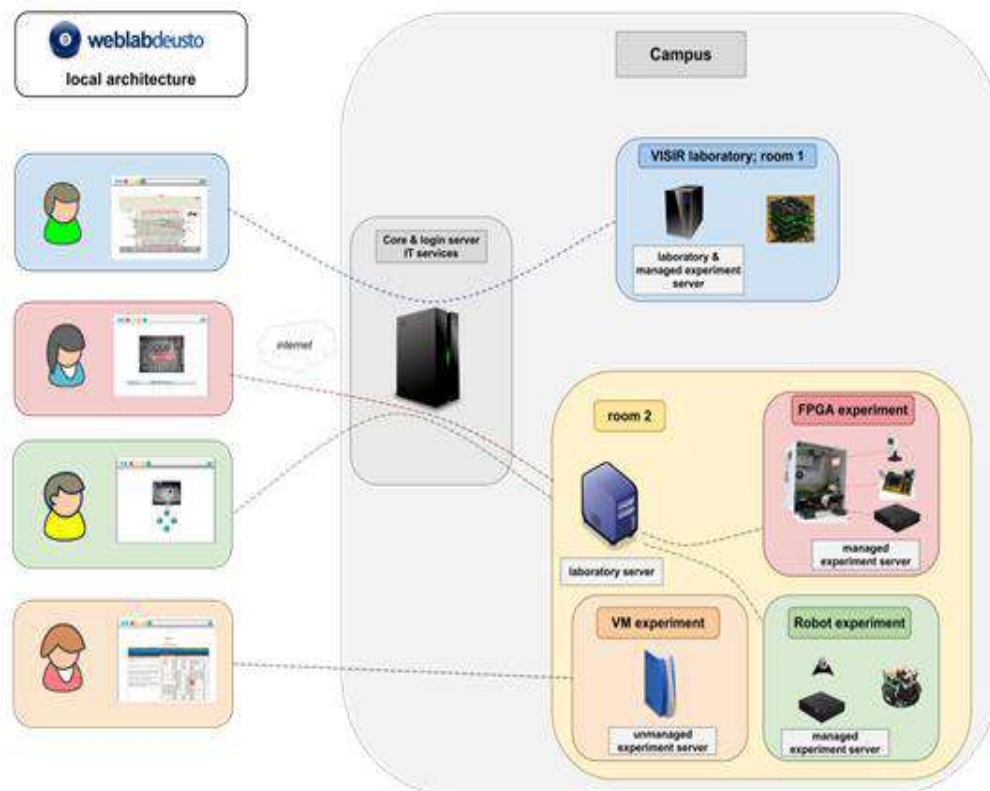 weblabdeusto
local architecture
Campus
VISIR laboratory; room 1
laboratory &
managed experiment
server
Core & login server
IT services
internet
room 2
laboratory server
FPGA experiment
managed
experiment server
VM experiment
unmanaged
experiment server
Robot experiment
managed
experiment server